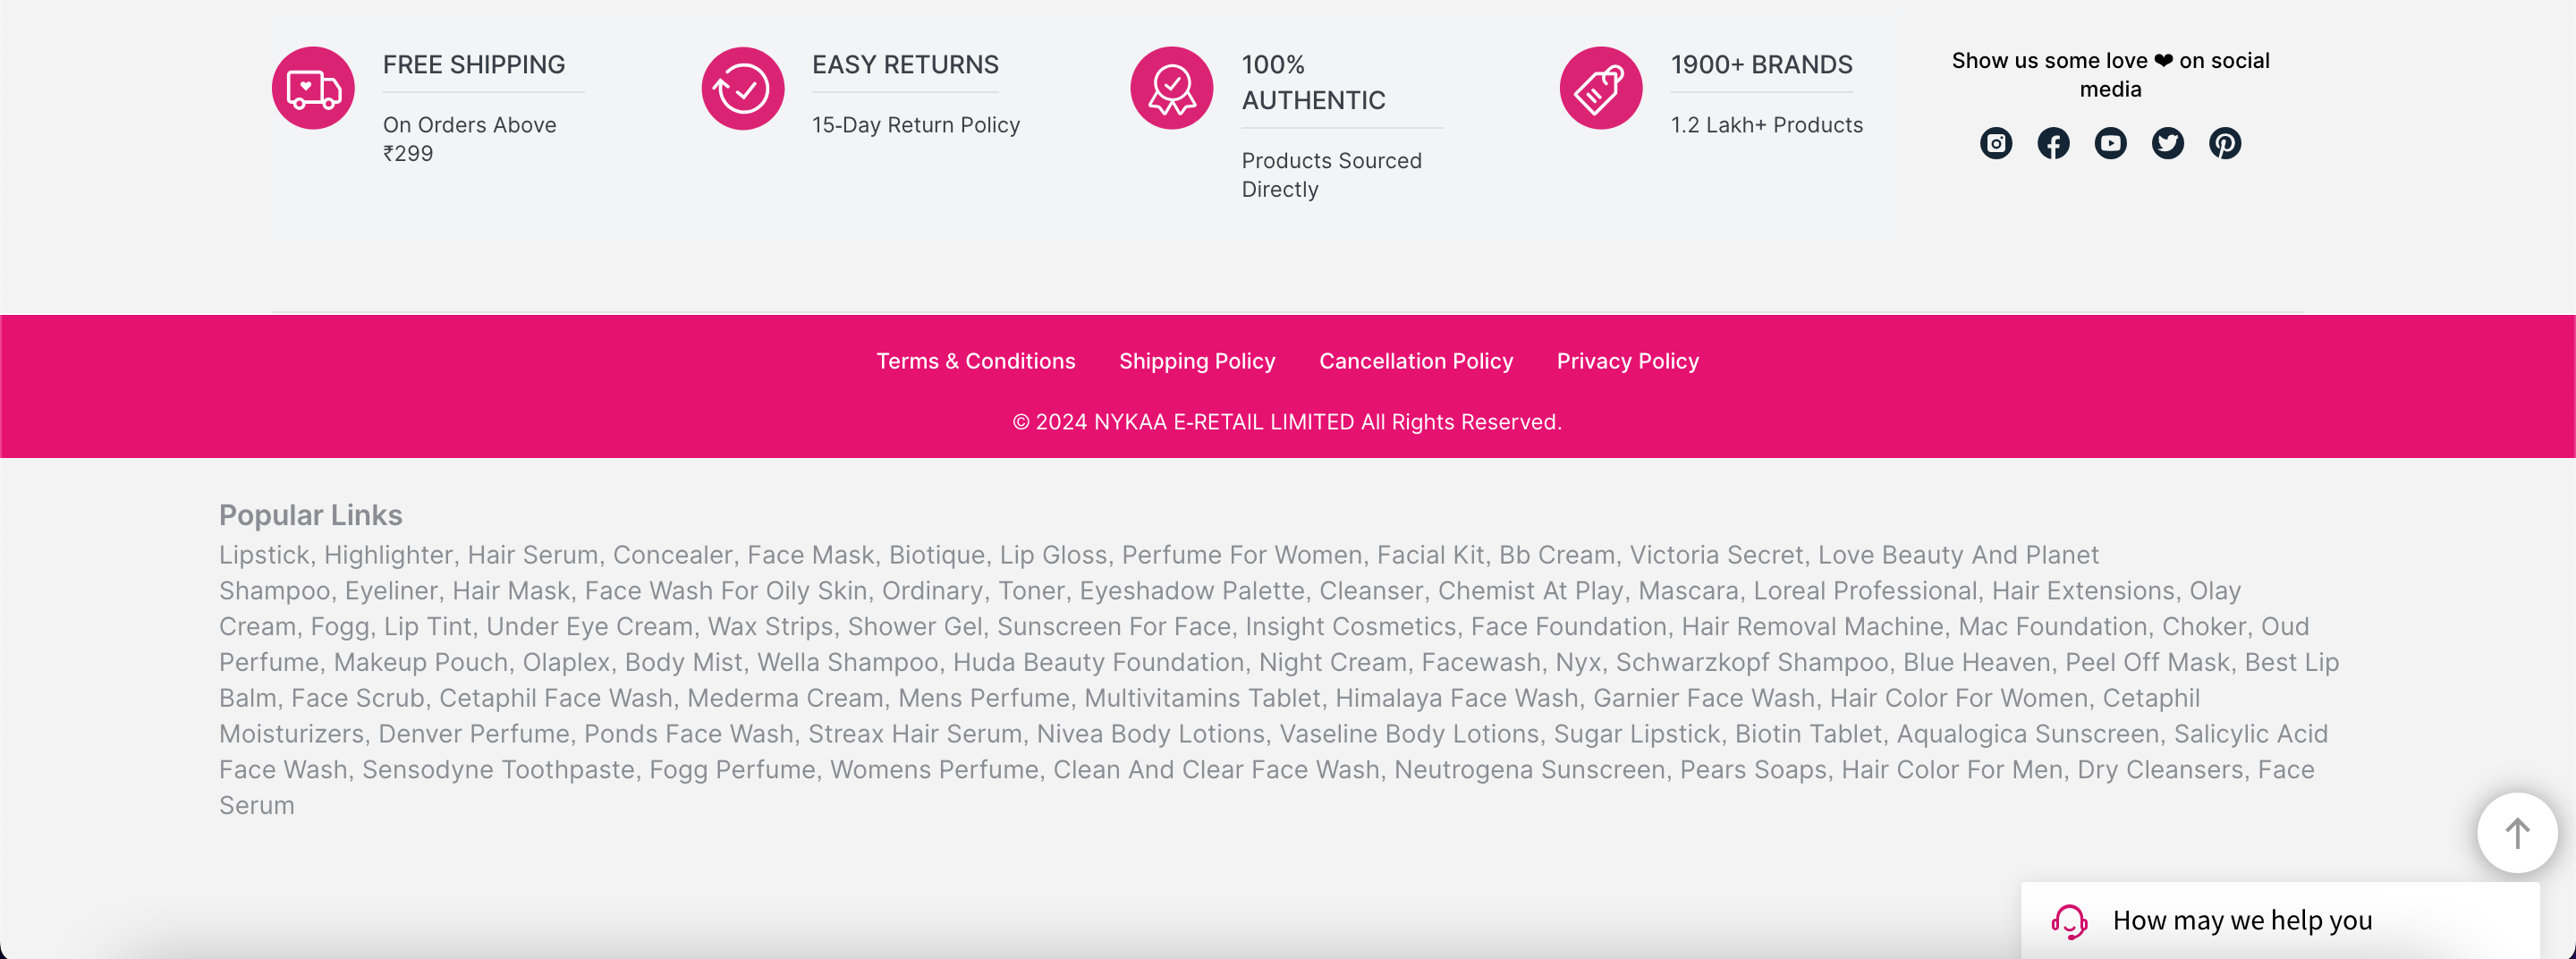 FREE SHIPPING
On Orders Above
₹299
EASY RETURNS
15-Day Return Policy
100%
AUTHENTIC
Products Sourced
Directly
1900+ BRANDS
1.2 Lakh+ Products
Show us some love ❤ on social
media
Terms & Conditions Shipping Policy Cancellation Policy Privacy Policy
© 2024 NYKAA E-RETAIL LIMITED All Rights Reserved.
Popular Links
Lipstick, Highlighter, Hair Serum, Concealer, Face Mask, Biotique, Lip Gloss, Perfume For Women, Facial Kit, Bb Cream, Victoria Secret, Love Beauty And Planet
Shampoo, Eyeliner, Hair Mask, Face Wash For Oily Skin, Ordinary, Toner, Eyeshadow Palette, Cleanser, Chemist At Play, Mascara, Loreal Professional, Hair Extensions, Olay
Cream, Fogg, Lip Tint, Under Eye Cream, Wax Strips, Shower Gel, Sunscreen For Face, Insight Cosmetics, Face Foundation, Hair Removal Machine, Mac Foundation, Choker, Oud
Perfume, Makeup Pouch, Olaplex, Body Mist, Wella Shampoo, Huda Beauty Foundation, Night Cream, Facewash, Nyx, Schwarzkopf Shampoo, Blue Heaven, Peel Off Mask, Best Lip
Balm, Face Scrub, Cetaphil Face Wash, Mederma Cream, Mens Perfume, Multivitamins Tablet, Himalaya Face Wash, Garnier Face Wash, Hair Color For Women, Cetaphil
Moisturizers, Denver Perfume, Ponds Face Wash, Streax Hair Serum, Nivea Body Lotions, Vaseline Body Lotions, Sugar Lipstick, Biotin Tablet, Aqualogica Sunscreen, Salicylic Acid
Face Wash, Sensodyne Toothpaste, Fogg Perfume, Womens Perfume, Clean And Clear Face Wash, Neutrogena Sunscreen, Pears Soaps, Hair Color For Men, Dry Cleansers, Face
Serum
How may we help you